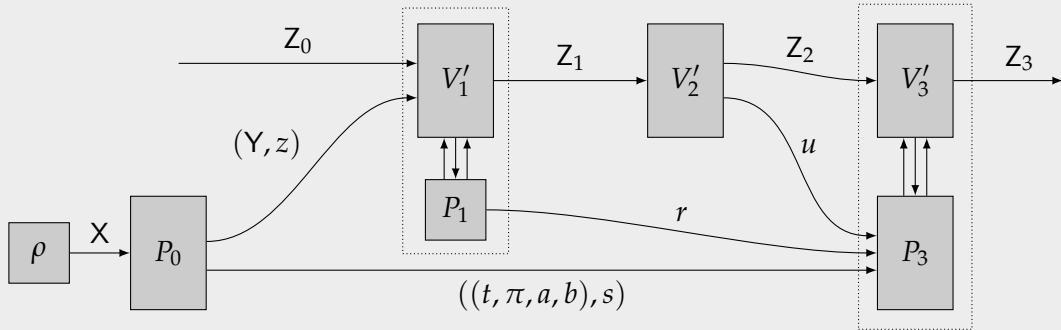 Z₀
V′₁
Z₁
V′₂
Z₂
V′₃
Z₃
(Y, z)
u
P₁
r
ρ
X
P₀
P₃
((t, π, a, b), s)